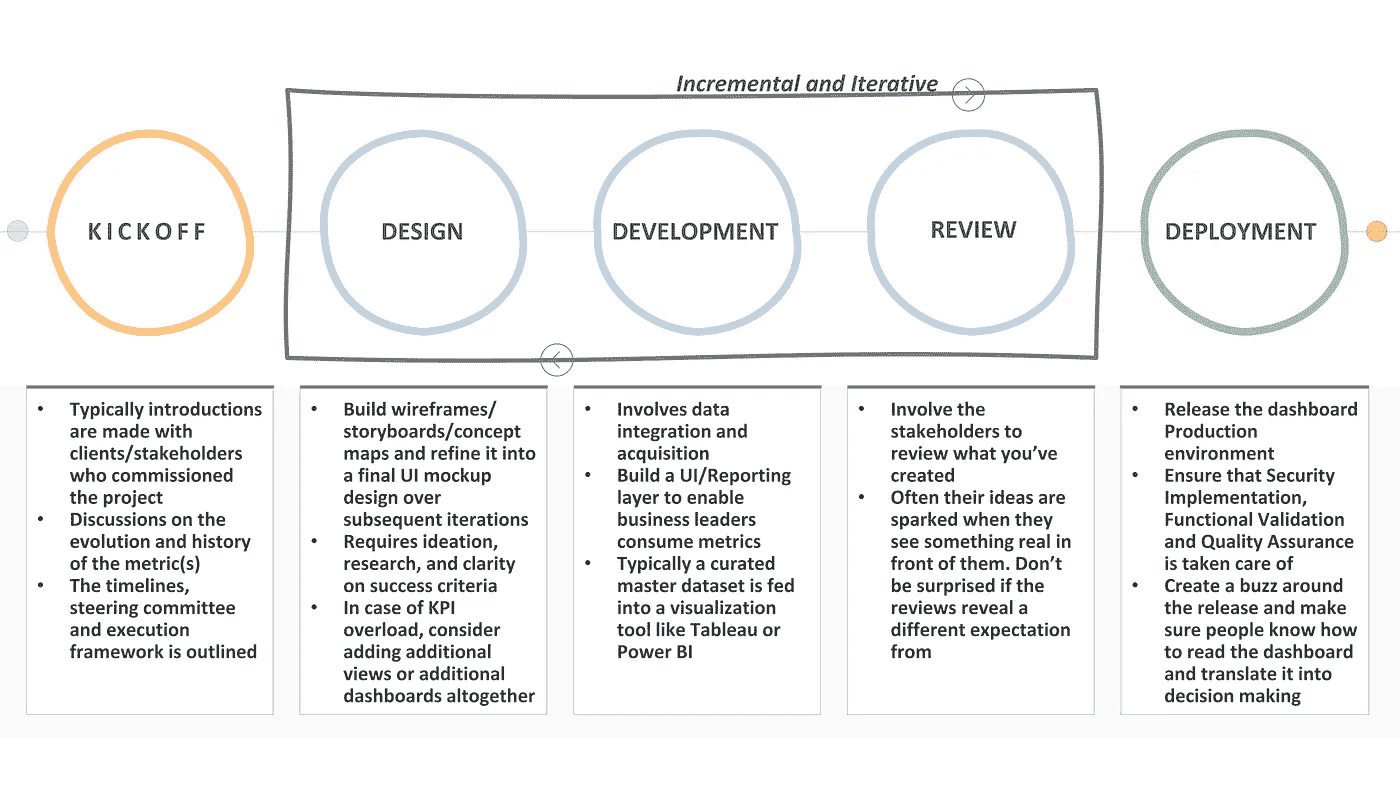 Incremental and Iterative
KICKOFF
DESIGN
DEVELOPMENT
REVIEW
DEPLOYMENT
• Typically introductions
are made with
clients/stakeholders
who commissioned
the project
• Discussions on the
evolution and history
of the metric(s)
• The timelines,
steering committee
and execution
framework is outlined
• Build wireframes/
storyboards/concept
maps and refine it into
a final UI mockup
design over
subsequent iterations
• Requires ideation,
research, and clarity
on success criteria
• In case of KPI
overload, consider
adding additional
views or additional
dashboards altogether
• Involves data
integration and
acquisition
• Build a UI/Reporting
layer to enable
business leaders
consume metrics
• Typically a curated
master dataset is fed
into a visualization
tool like Tableau or
Power BI
• Involve the
stakeholders to
review what you’ve
created
• Often their ideas are
sparked when they
see something real in
front of them. Don’t
be surprised if the
reviews reveal a
different expectation
from
• Release the dashboard
Production
environment
• Ensure that Security
Implementation,
Functional Validation
and Quality Assurance
is taken care of
• Create a buzz around
the release and make
sure people know how
to read the dashboard
and translate it into
decision making